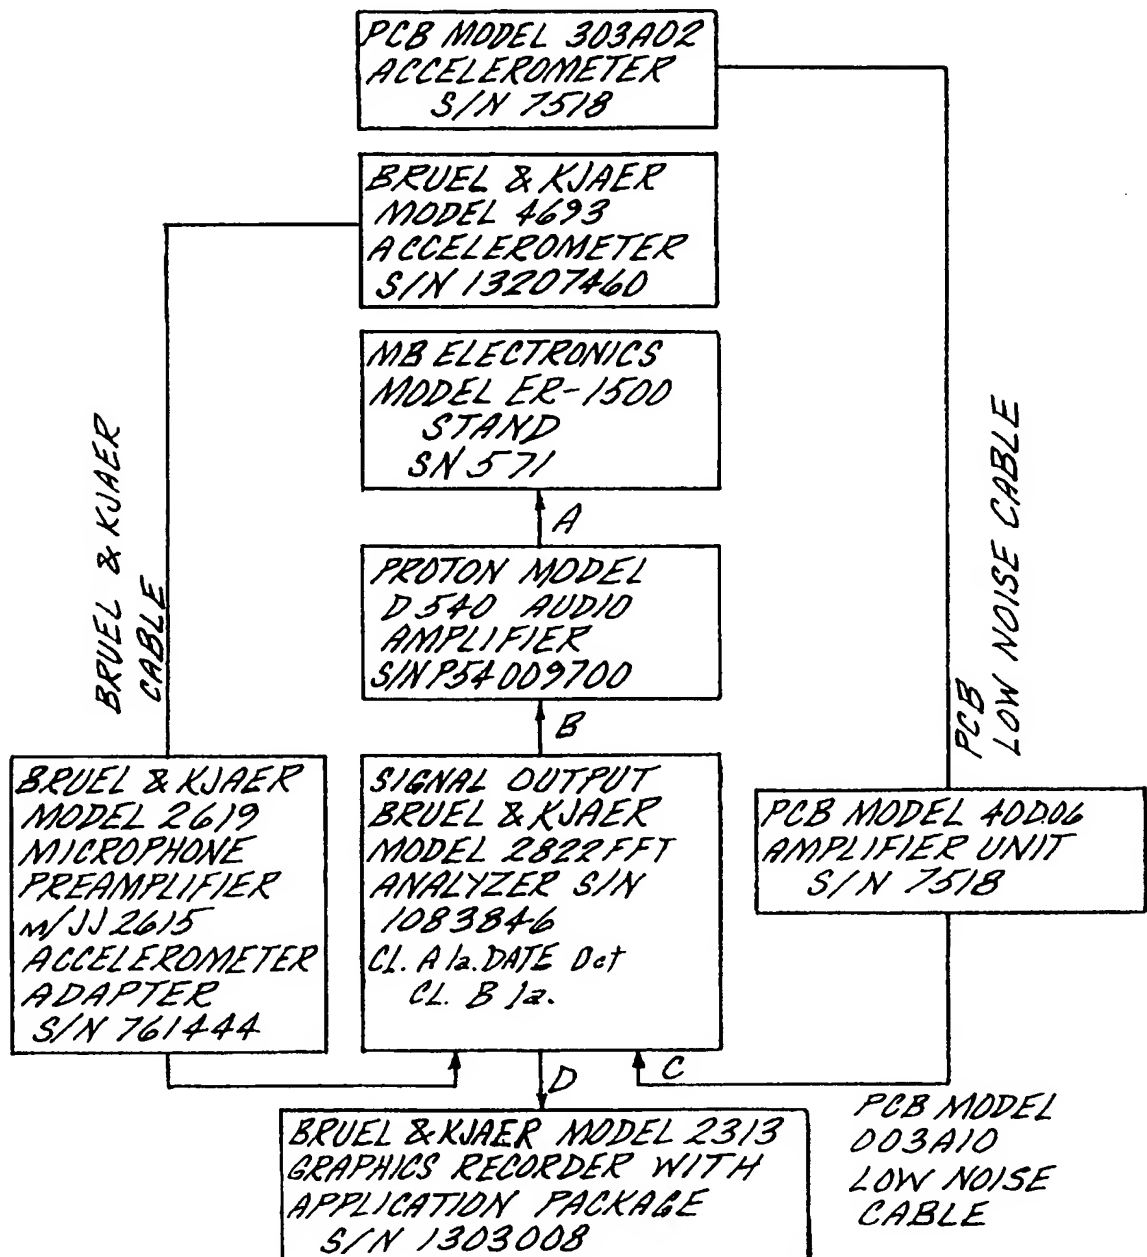 PCB MODEL 303A02
ACCELEROMETER
S/N 7518
BRUEL & KJAER
MODEL 4693
ACCELEROMETER
S/N 13207460
MB ELECTRONICS
MODEL ER-1500
STAND
SN 571
A
BRUEL & KJAER
CABLE
PCB
LOW NOISE CABLE
PROTON MODEL
D540 AUDIO
AMPLIFIER
S/N P54009700
B
BRUEL & KJAER
MODEL 2619
MICROPHONE
PREAMPLIFIER
W/JJ 2615
ACCELEROMETER
ADAPTER
S/N 761444
SIGNAL OUTPUT
BRUEL & KJAER
MODEL 2822 FFT
ANALYZER S/N
1083846
CL. A 1a. DATE Oct
CL. B 1a.
PCB MODEL 40D06
AMPLIFIER UNIT
S/N 7518
D
C
BRUEL & KJAER MODEL 2313
GRAPHICS RECORDER WITH
APPLICATION PACKAGE
S/N 1303008
PCB MODEL
003A10
LOW NOISE
CABLE